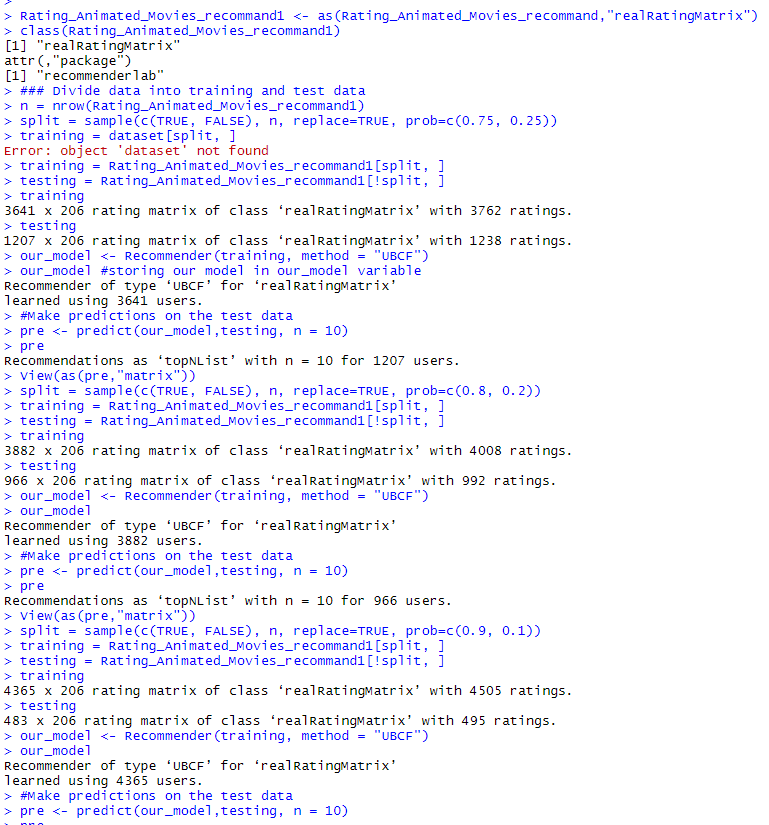 >
> Rating_Animated_Movies_recommand1 <- as(Rating_Animated_Movies_recommand,"realRatingMatrix")
> class(Rating_Animated_Movies_recommand1)
[1] "realRatingMatrix"
attr(,"package")
[1] "recommenderlab"
> ### Divide data into training and test data
> n = nrow(Rating_Animated_Movies_recommand1)
> split = sample(c(TRUE, FALSE), n, replace=TRUE, prob=c(0.75, 0.25))
> training = dataset[split, ]
Error: object 'dataset' not found
> training = Rating_Animated_Movies_recommand1[split, ]
> testing = Rating_Animated_Movies_recommand1[!split, ]
> training
3641 x 206 rating matrix of class ‘realRatingMatrix’ with 3762 ratings.
> testing
1207 x 206 rating matrix of class ‘realRatingMatrix’ with 1238 ratings.
> our_model <- Recommender(training, method = "UBCF")
> our_model #storing our model in our_model variable
Recommender of type ‘UBCF’ for ‘realRatingMatrix’
learned using 3641 users.
> #Make predictions on the test data
> pre <- predict(our_model,testing, n = 10)
> pre
Recommendations as ‘topNList’ with n = 10 for 1207 users.
> View(as(pre,"matrix"))
> split = sample(c(TRUE, FALSE), n, replace=TRUE, prob=c(0.8, 0.2))
> training = Rating_Animated_Movies_recommand1[split, ]
> testing = Rating_Animated_Movies_recommand1[!split, ]
> training
3882 x 206 rating matrix of class ‘realRatingMatrix’ with 4008 ratings.
> testing
966 x 206 rating matrix of class ‘realRatingMatrix’ with 992 ratings.
> our_model <- Recommender(training, method = "UBCF")
> our_model
Recommender of type ‘UBCF’ for ‘realRatingMatrix’
learned using 3882 users.
> #Make predictions on the test data
> pre <- predict(our_model,testing, n = 10)
> pre
Recommendations as ‘topNList’ with n = 10 for 966 users.
> View(as(pre,"matrix"))
> split = sample(c(TRUE, FALSE), n, replace=TRUE, prob=c(0.9, 0.1))
> training = Rating_Animated_Movies_recommand1[split, ]
> testing = Rating_Animated_Movies_recommand1[!split, ]
> training
4365 x 206 rating matrix of class ‘realRatingMatrix’ with 4505 ratings.
> testing
483 x 206 rating matrix of class ‘realRatingMatrix’ with 495 ratings.
> our_model <- Recommender(training, method = "UBCF")
> our_model
Recommender of type ‘UBCF’ for ‘realRatingMatrix’
learned using 4365 users.
> #Make predictions on the test data
> pre <- predict(our_model,testing, n = 10)